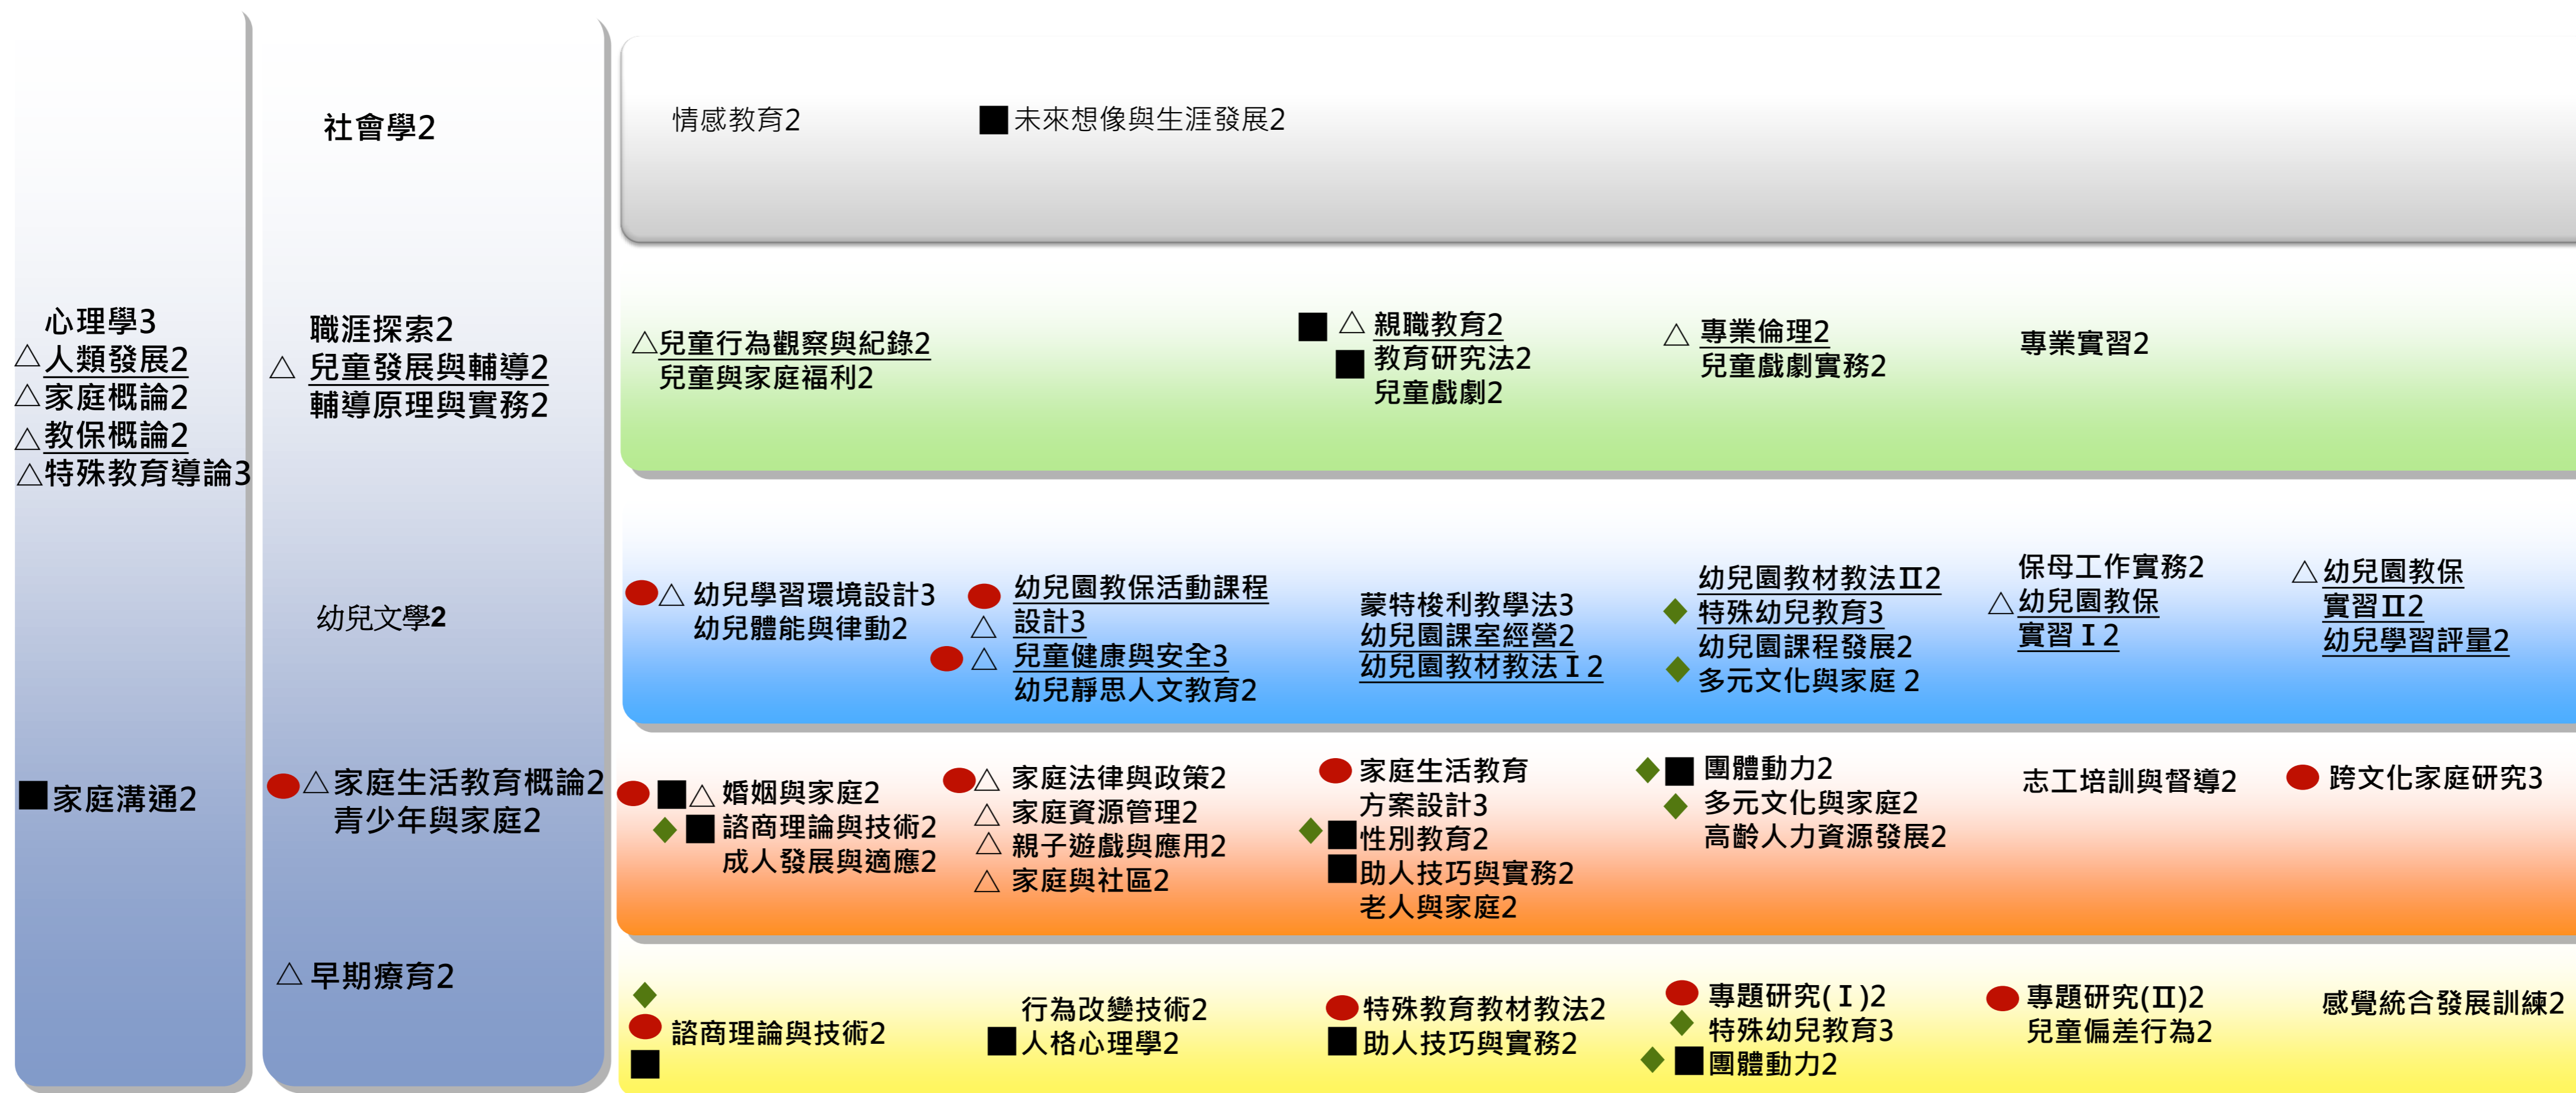 心理學3
△人類發展2
△家庭概論2
△教保概論2
△特殊教育導論3
■家庭溝通2
社會學2
職涯探索2
△ 兒童發展與輔導2
輔導原理與實務2
幼兒文學2
●△家庭生活教育概論2
青少年與家庭2
△ 早期療育2
情感教育2
■未來想像與生涯發展2
△兒童行為觀察與紀錄2
兒童與家庭福利2
■ △ 親職教育2
■ 教育研究法2
兒童戲劇2
△ 專業倫理2
兒童戲劇實務2
專業實習2
●△ 幼兒學習環境設計3
幼兒體能與律動2
● 幼兒園教保活動課程
△ 設計3
● △ 兒童健康與安全3
幼兒靜思人文教育2
蒙特梭利教學法3
幼兒園課室經營2
幼兒園教材教法Ⅰ2
幼兒園教材教法Ⅱ2
◆ 特殊幼兒教育3
幼兒園課程發展2
◆ 多元文化與家庭 2
保母工作實務2
△幼兒園教保
實習Ⅰ2
△幼兒園教保
實習Ⅱ2
幼兒學習評量2
● ■△ 婚姻與家庭2
◆ ■ 諮商理論與技術2
成人發展與適應2
●△ 家庭法律與政策2
△ 家庭資源管理2
△ 親子遊戲與應用2
△ 家庭與社區2
● 家庭生活教育
方案設計3
◆■性別教育2
■助人技巧與實務2
老人與家庭2
◆■ 團體動力2
◆ 多元文化與家庭2
高齡人力資源發展2
志工培訓與督導2
● 跨文化家庭研究3
◆
● 諮商理論與技術2
■
行為改變技術2
■人格心理學2
●特殊教育教材教法2
■助人技巧與實務2
● 專題研究(Ⅰ)2
◆ 特殊幼兒教育3
◆ ■團體動力2
●專題研究(Ⅱ)2
兒童偏差行為2
感覺統合發展訓練2